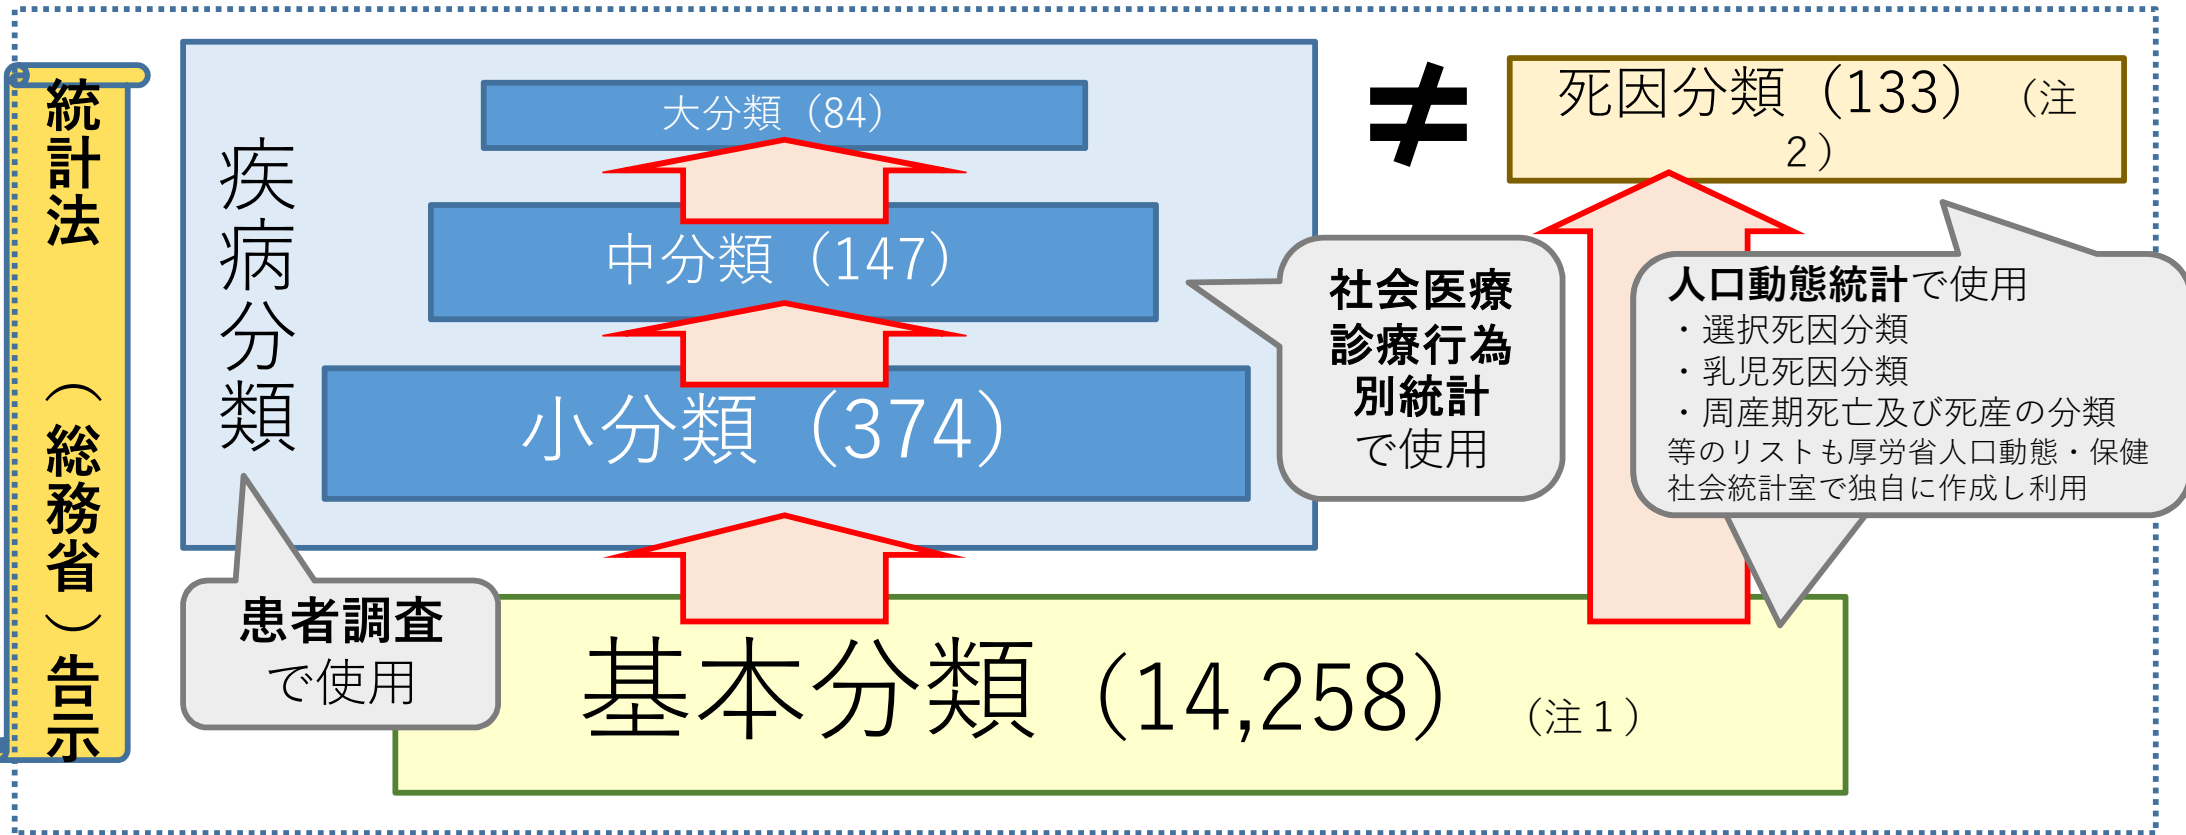 統計法（総務省）告示
疾病分類
大分類（84）
中分類（147）
小分類（374）
≠
死因分類（133）（注
２）
社会医療
診療行為
別統計
で使用
人口動態統計で使用
・選択死因分類
・乳児死因分類
・周産期死亡及び死産の分類
等のリストも厚労省人口動態・保健
社会統計室で独自に作成し利用
患者調査
で使用
基本分類（14,258）（注１）